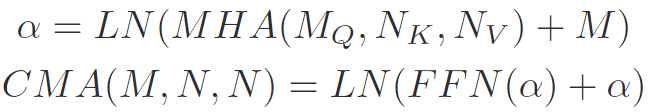 α = LN(MHA(M_Q, N_K, N_V) + M)
CMA(M, N, N) = LN(FFN(α) + α)